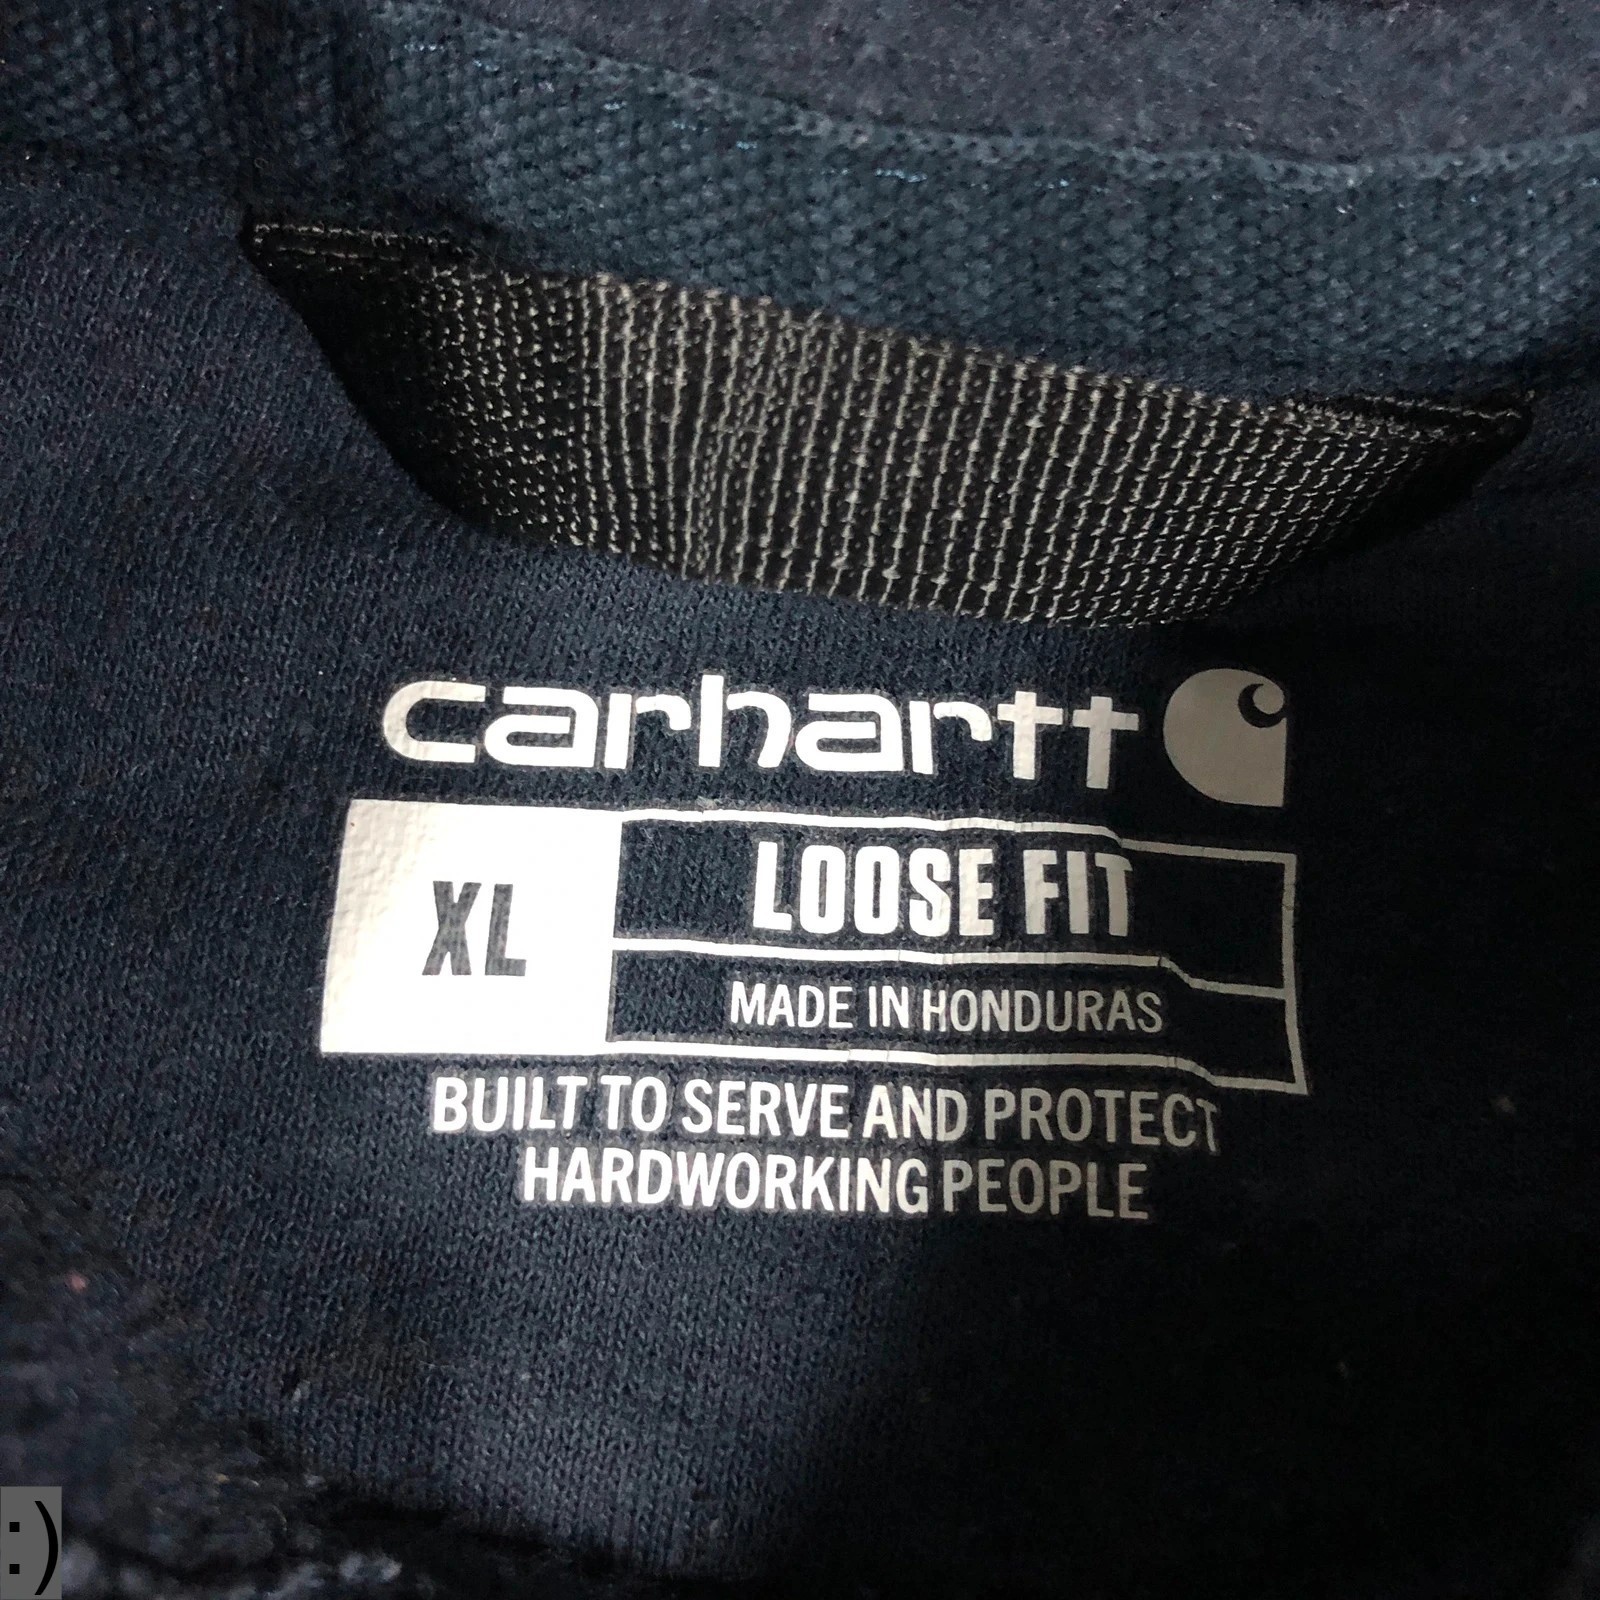 carhartt
XL
LOOSE FIT
MADE IN HONDURAS
BUILT TO SERVE AND PROTECT
HARDWORKING PEOPLE
:)